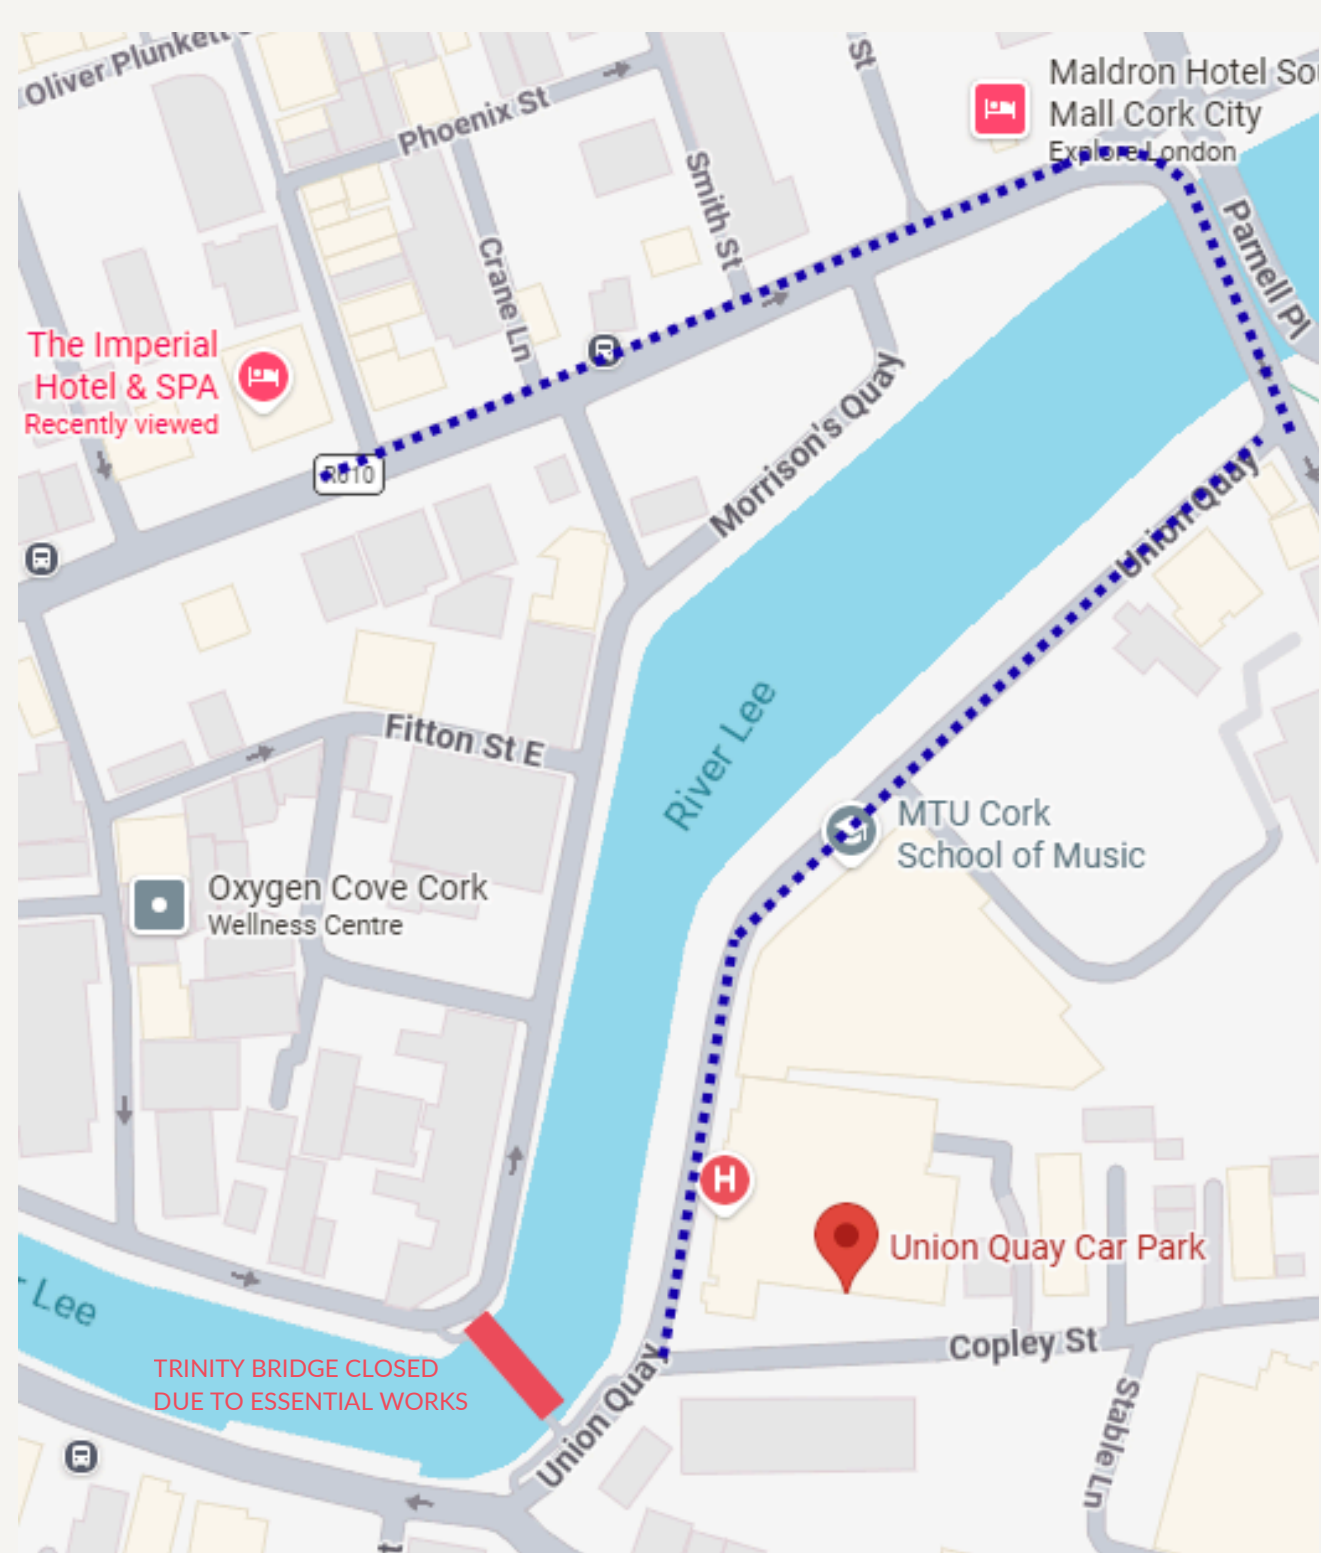 Oliver Plunkett S
St
Maldron Hotel Sou
Mall Cork City
Explore London
Phoenix St
Smith St
Crane Ln
Parnell Pl
The Imperial
Hotel & SPA
Recently viewed
R610
Morrison's Quay
Union Quay
Fitton St E
River Lee
MTU Cork
School of Music
Oxygen Cove Cork
Wellness Centre
H
Union Quay Car Park
r Lee
Copley St
TRINITY BRIDGE CLOSED
DUE TO ESSENTIAL WORKS
Union Quay
Stable Ln
t